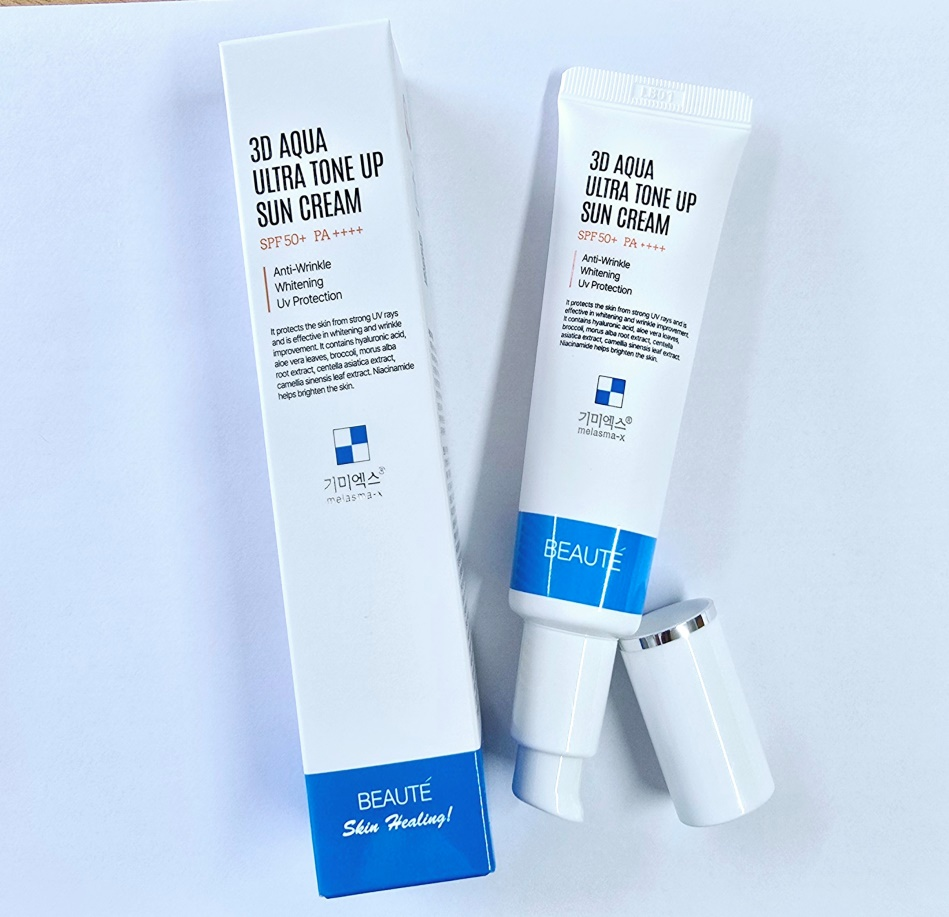 3D AQUA
ULTRA TONE UP
SUN CREAM
SPF 50+ PA ++++
Anti-Wrinkle
Whitening
Uv Protection
It protects the skin from strong UV rays
and is effective in whitening and wrinkle
improvement. It contains hyaluronic acid,
aloe vera leaves, broccoli, morus alba
root extract, centella asiatica extract,
camellia sinensis leaf extract. Niacinamide
helps brighten the skin.
기미엑스®
melasma-x
BEAUTÉ
Skin Healing!
3D AQUA
ULTRA TONE UP
SUN CREAM
SPF 50+ PA ++++
Anti-Wrinkle
Whitening
Uv Protection
It protects the skin from strong UV rays and is
effective in whitening and wrinkle improvement.
It contains hyaluronic acid, aloe vera leaves,
broccoli, morus alba root extract, centella
asiatica extract, camellia sinensis leaf extract.
Niacinamide helps brighten the skin.
기미엑스®
melasma-x
BEAUTÉ